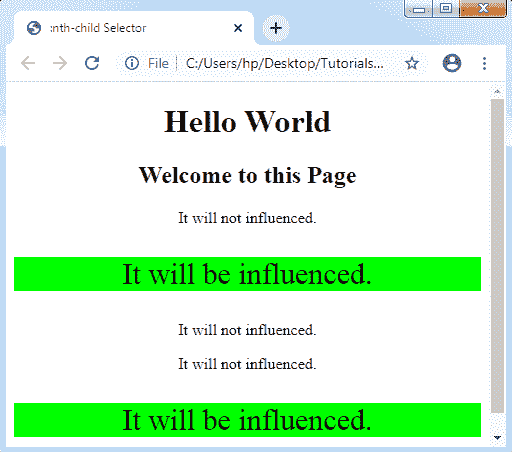 :nth-child Selector
File
C:/Users/hp/Desktop/Tutorials...
Hello World
Welcome to this Page
It will not influenced.
It will be influenced.
It will not influenced.
It will not influenced.
It will be influenced.